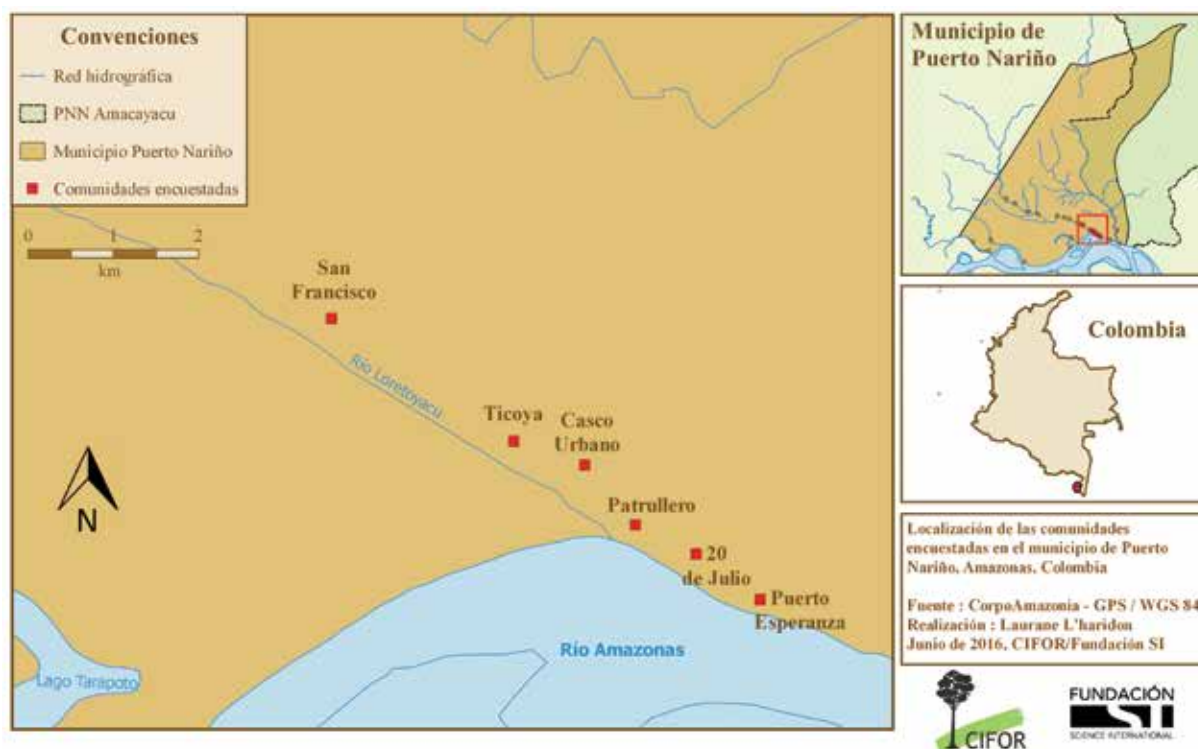 Convenciones
Red hidrográfica
PNN Amacayacu
Municipio Puerto Nariño
Comunidades encuestadas
0 1 2
km
San
Francisco
Río Loretoyacu
Ticoya
Casco
Urbano
Patrullero
20
de Julio
Puerto
Esperanza
Río Amazonas
Lago Tarapoto
N
Municipio de
Puerto Nariño
Colombia
Localización de las comunidades
encuestadas en el municipio de Puerto
Nariño, Amazonas, Colombia
Fuente : CorpoAmazonia - GPS / WGS 84
Realización : Laurane L'haridon
Junio de 2016, CIFOR/Fundación SI
CIFOR
FUNDACIÓN
SI
SCIENCE INTERNATIONAL